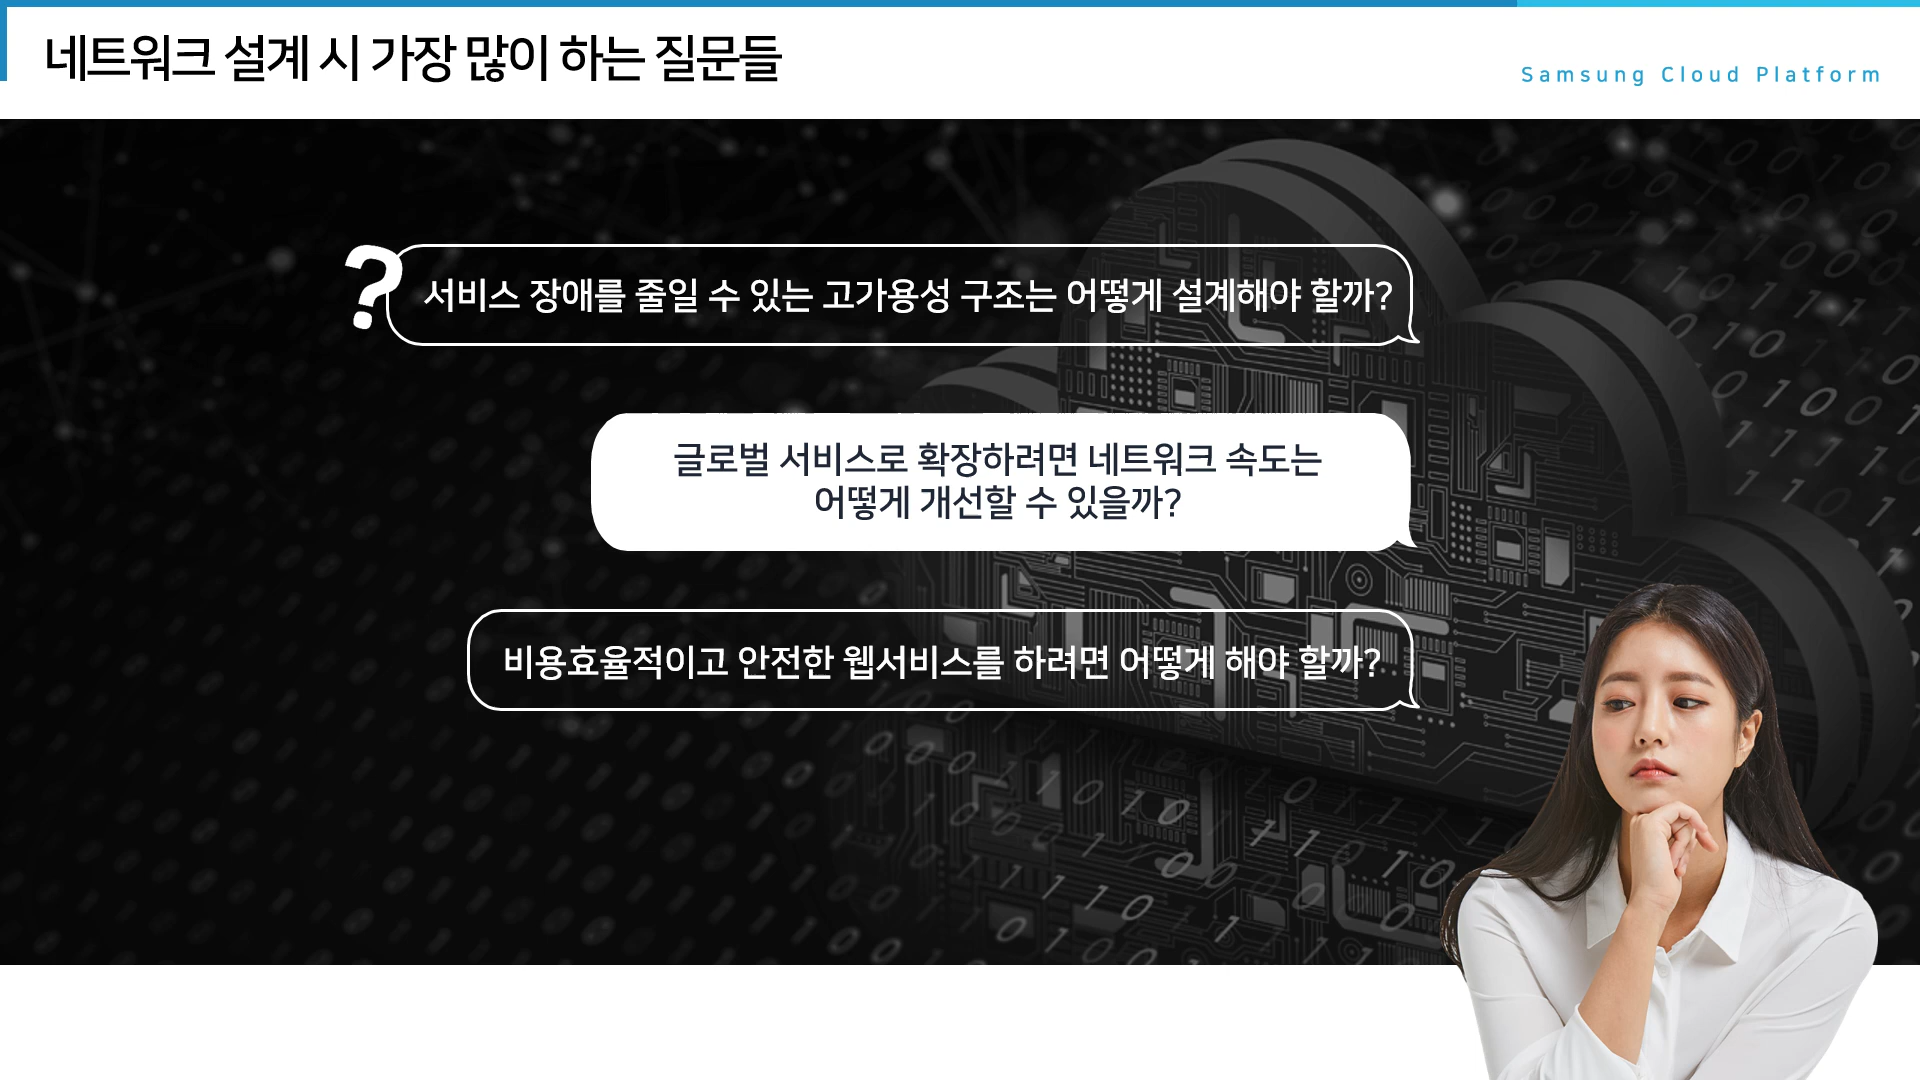 네트워크 설계 시 가장 많이 하는 질문들
Samsung Cloud Platform
?
서비스 장애를 줄일 수 있는 고가용성 구조는 어떻게 설계해야 할까?
글로벌 서비스로 확장하려면 네트워크 속도는
어떻게 개선할 수 있을까?
비용효율적이고 안전한 웹서비스를 하려면 어떻게 해야 할까?